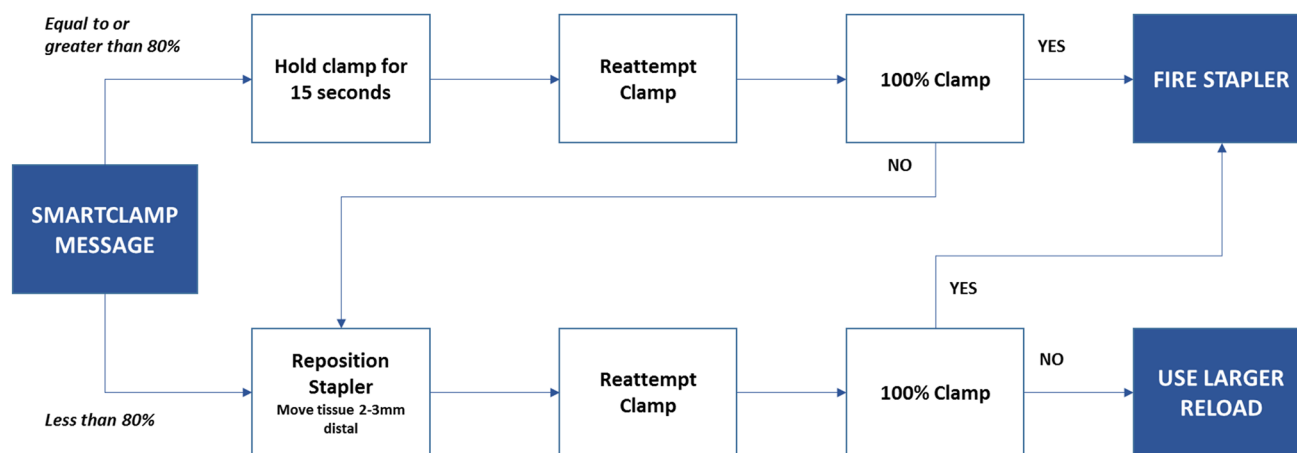 Equal to or
greater than 80%
Hold clamp for
15 seconds
Reattempt
Clamp
100% Clamp
YES
FIRE STAPLER
NO
SMARTCLAMP
MESSAGE
YES
Reposition
Stapler
Move tissue 2-3mm
distal
Reattempt
Clamp
100% Clamp
NO
USE LARGER
RELOAD
Less than 80%